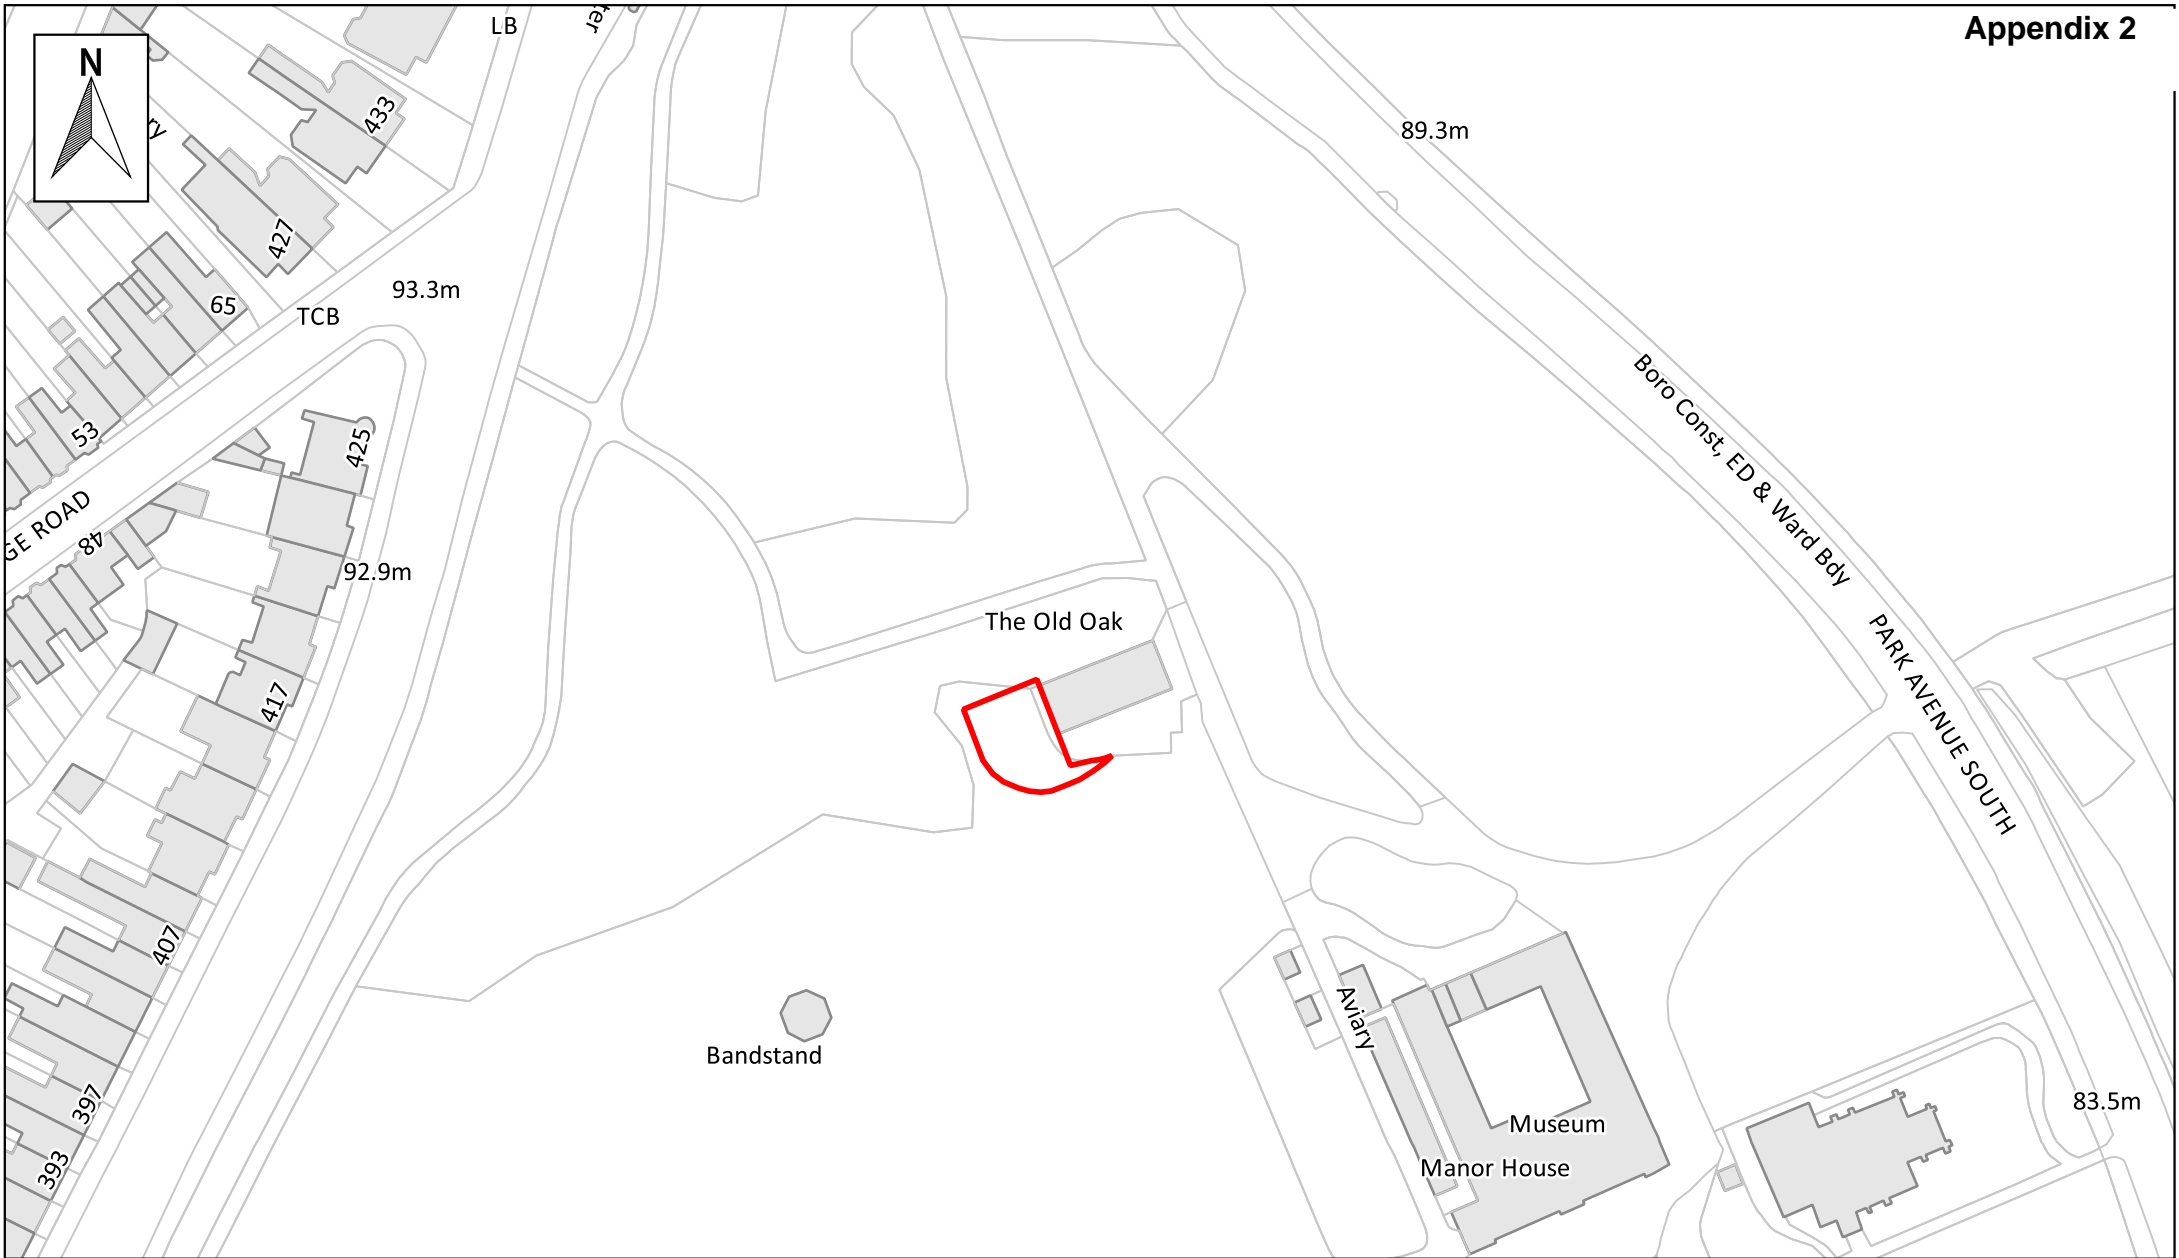 Appendix 2
LB
N
433
89.3m
427
93.3m
65
TCB
Boro Const, ED & Ward Bdy
53
425
GE ROAD
48
92.9m
The Old Oak
PARK AVENUE SOUTH
417
407
Aviary
Bandstand
397
83.5m
Museum
393
Manor House